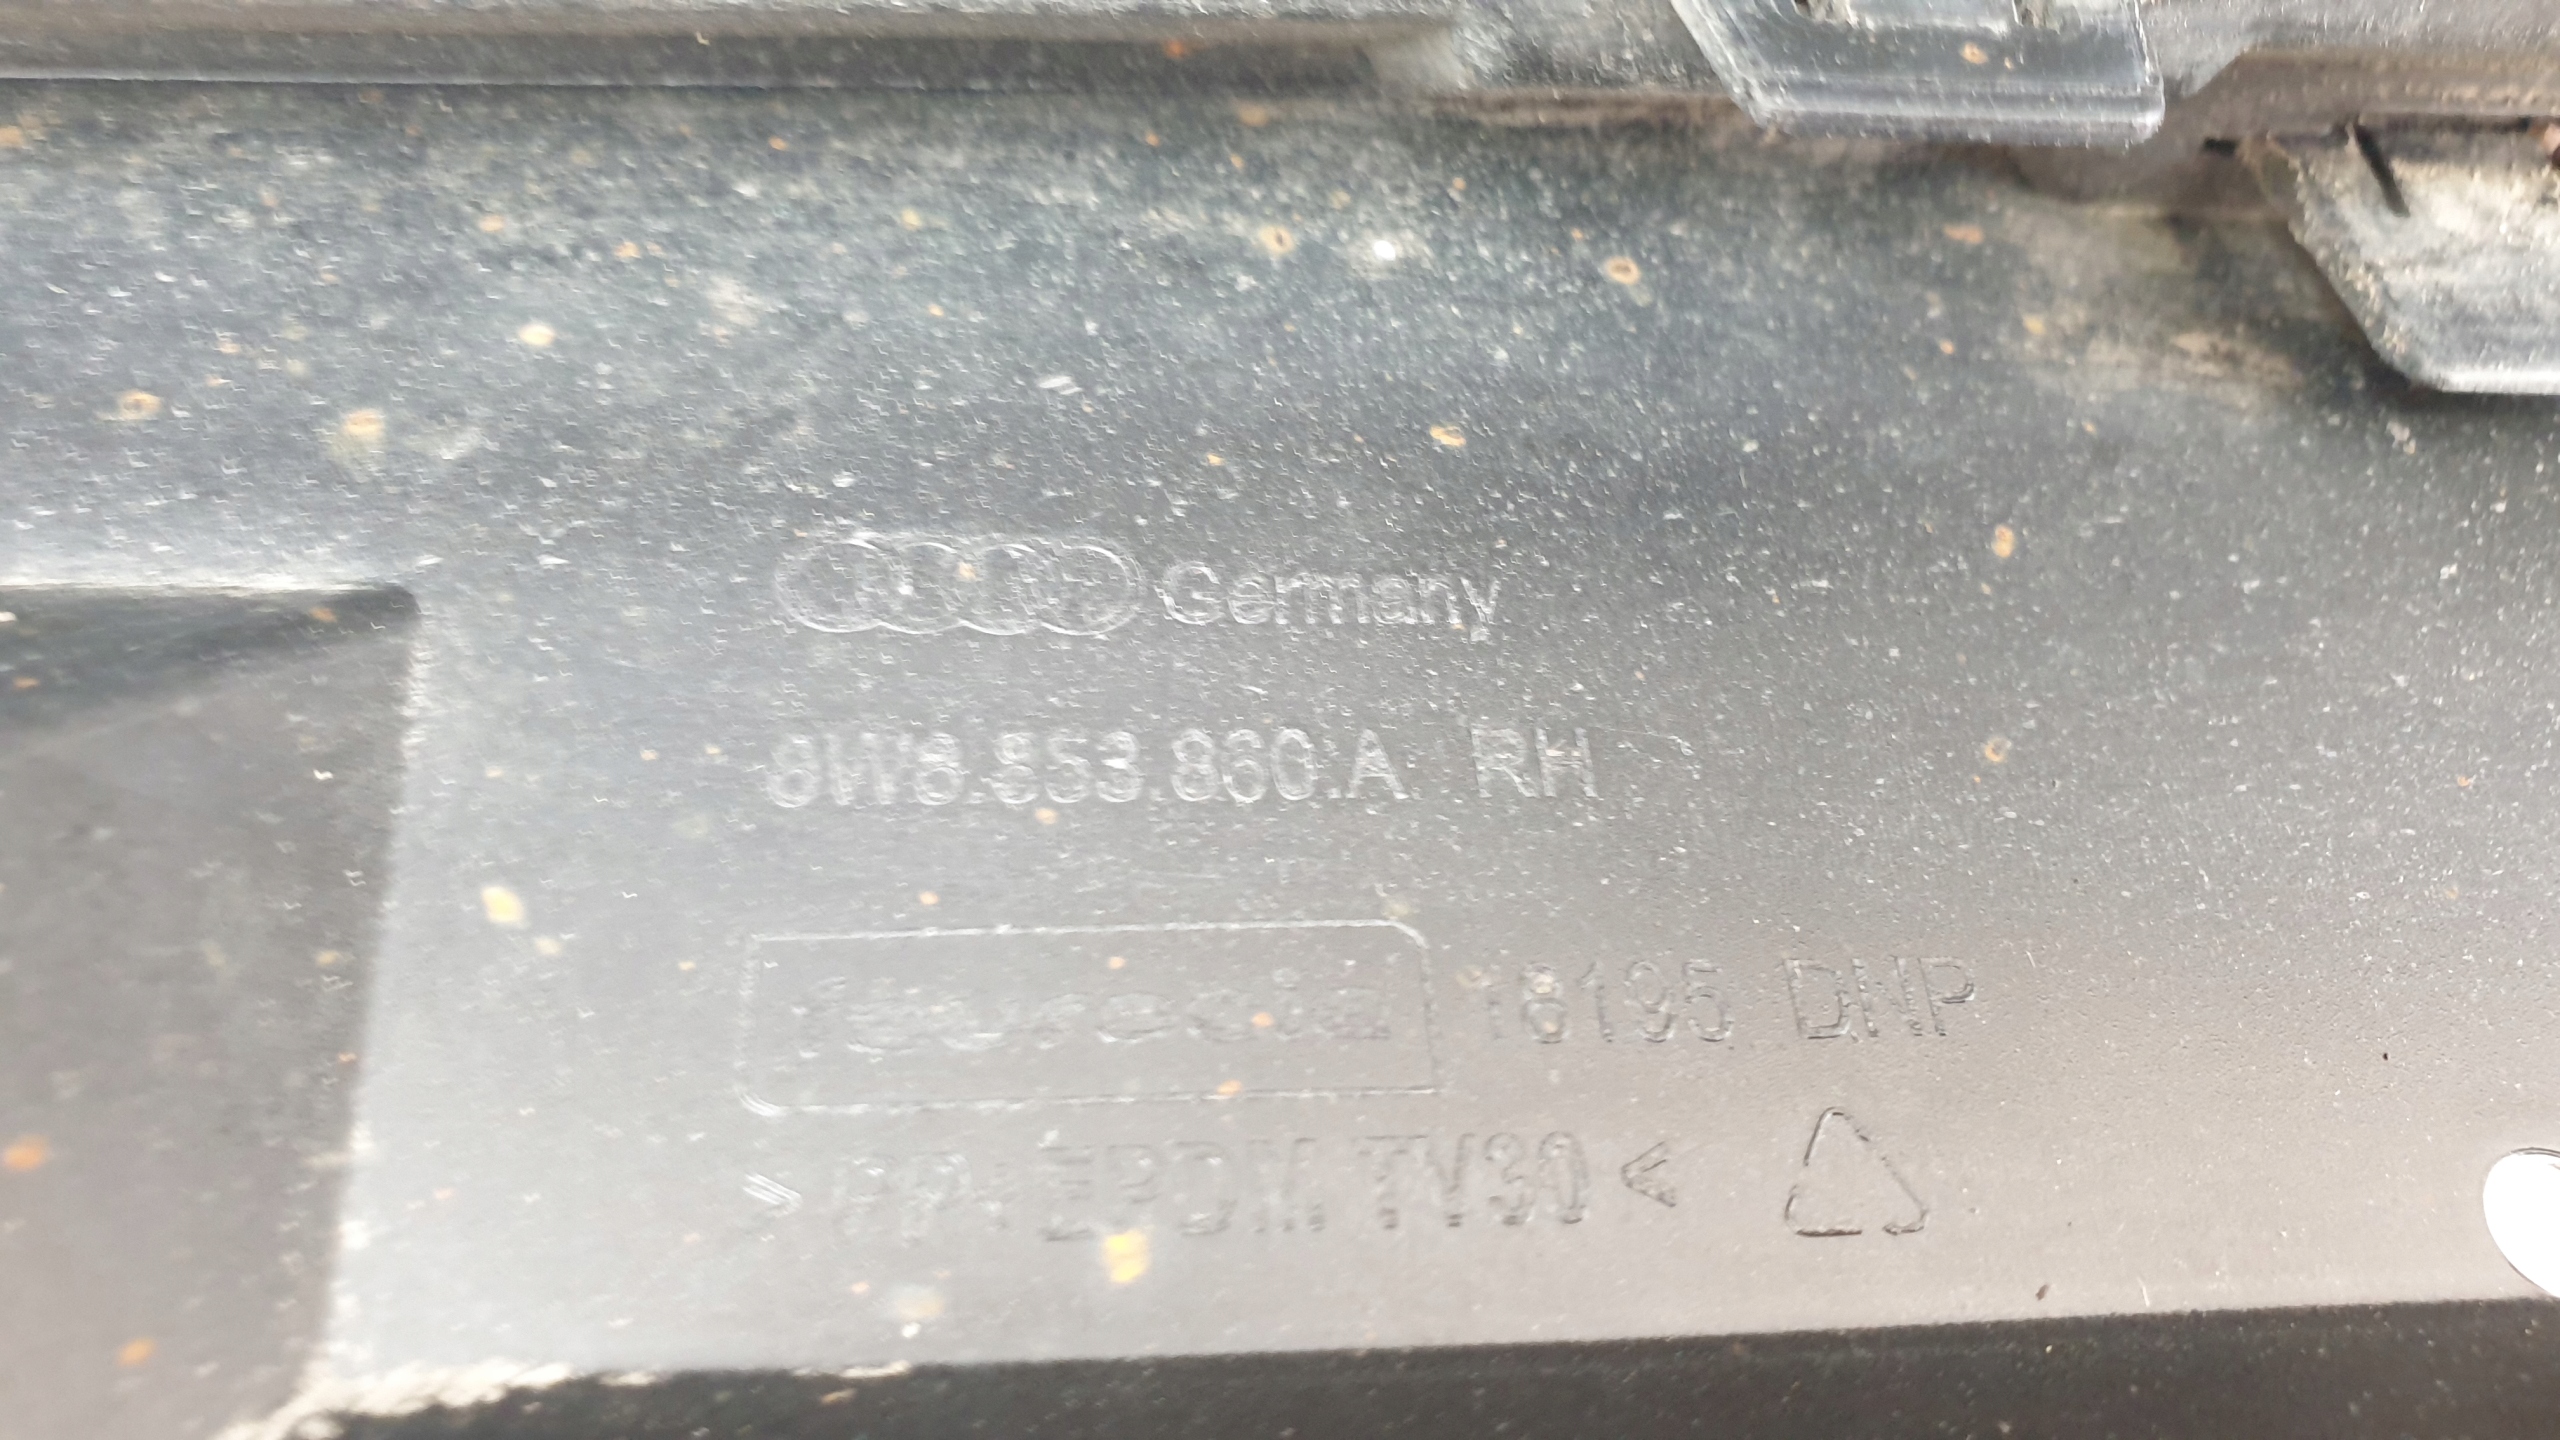 Germany
8W8.853.860.A RH
faurecia 18195 DNP
>PP+EPDM TV30<